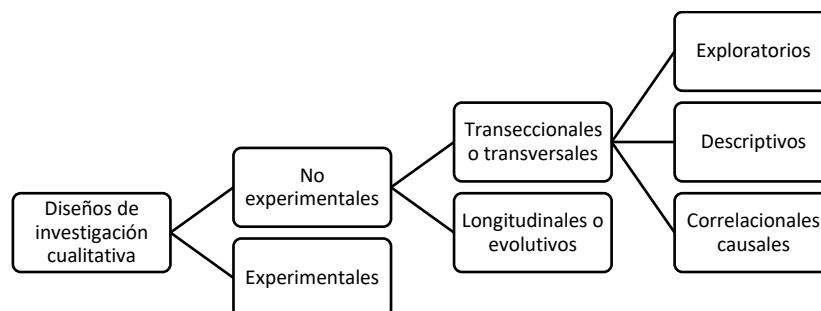 Diseños de
investigación
cualitativa
No
experimentales
Experimentales
Transeccionales
o transversales
Longitudinales o
evolutivos
Exploratorios
Descriptivos
Correlacionales
causales